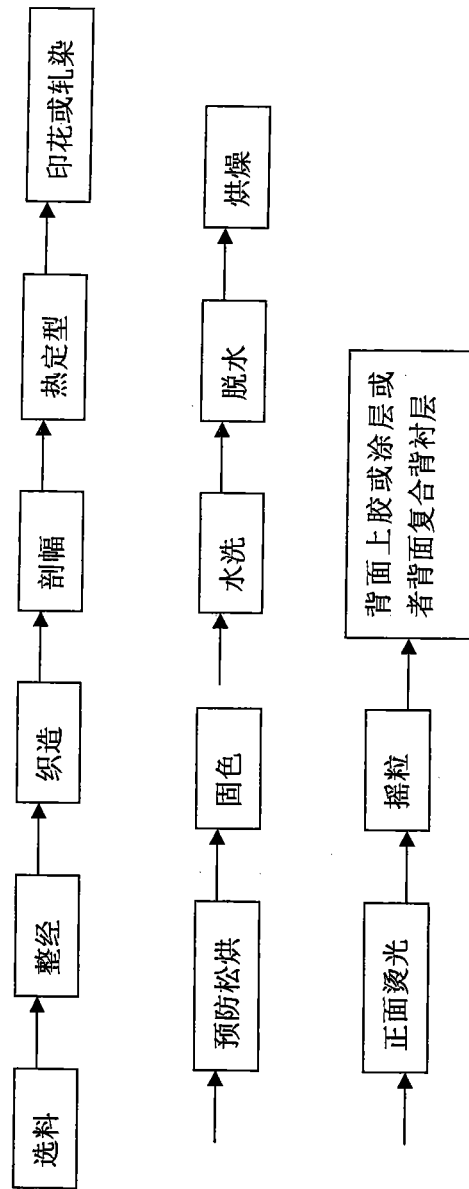 选料
整经
织造
剖幅
热定型
印花或轧染
预防松烘
固色
水洗
脱水
烘燥
正面烫光
摇粒
背面上胶或涂层或
者背面复合背衬层